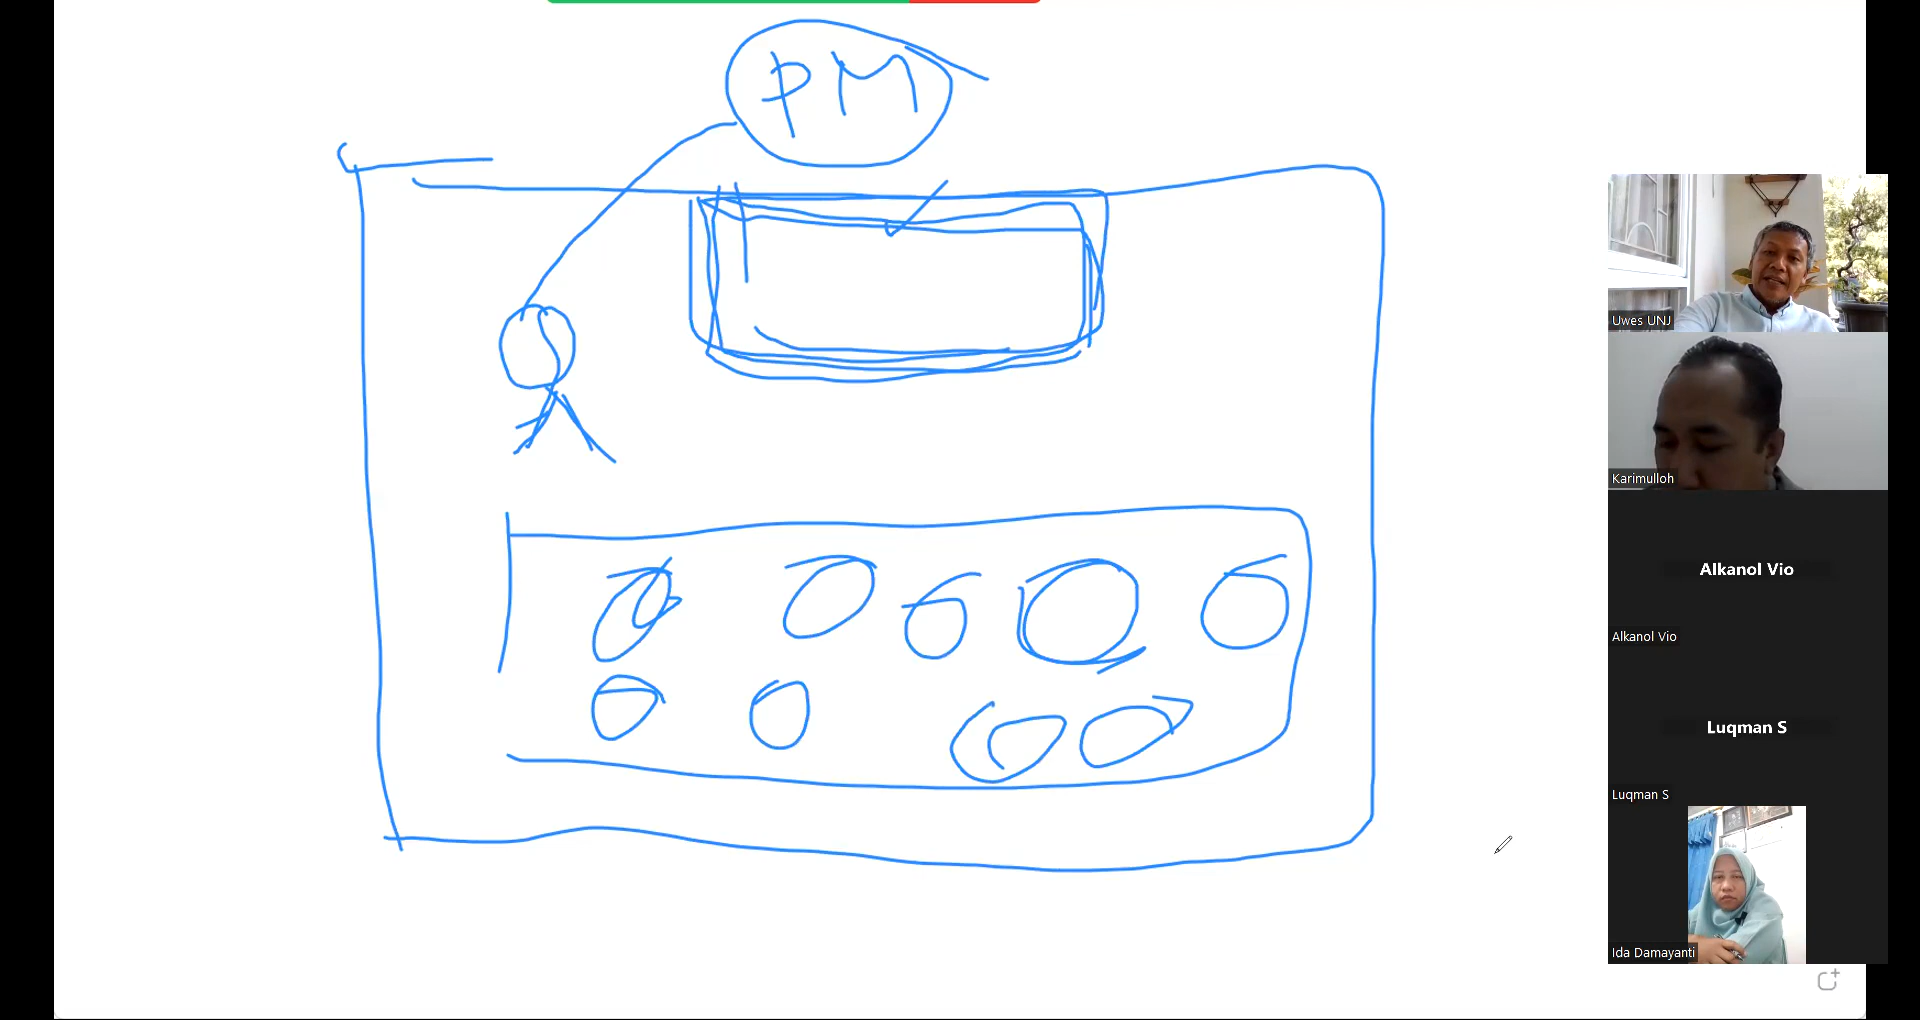 PM
Uwes UNJ
Karimulloh
Alkanol Vio
Alkanol Vio
Luqman S
Luqman S
Ida Damayanti